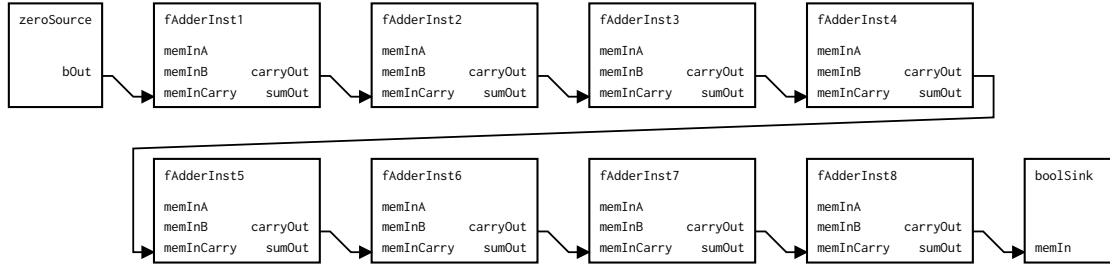 zeroSource
bOut
fAdderInst1
memInA
memInB carryOut
memInCarry sumOut
fAdderInst2
memInA
memInB carryOut
memInCarry sumOut
fAdderInst3
memInA
memInB carryOut
memInCarry sumOut
fAdderInst4
memInA
memInB carryOut
memInCarry sumOut
fAdderInst5
memInA
memInB carryOut
memInCarry sumOut
fAdderInst6
memInA
memInB carryOut
memInCarry sumOut
fAdderInst7
memInA
memInB carryOut
memInCarry sumOut
fAdderInst8
memInA
memInB carryOut
memInCarry sumOut
boolSink
memIn